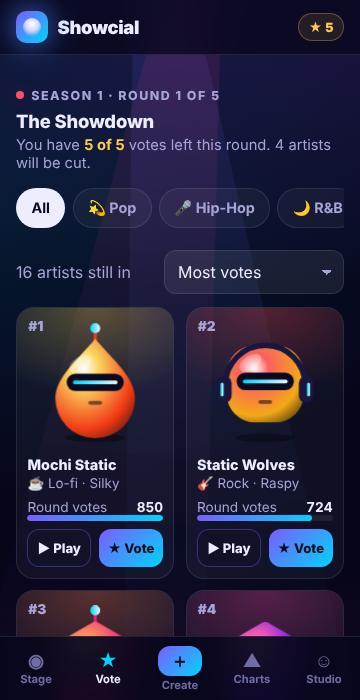 Showcial
★ 5
SEASON 1 · ROUND 1 OF 5
The Showdown
You have 5 of 5 votes left this round. 4 artists
will be cut.
All
💫 Pop
🎤 Hip-Hop
🌙 R&B
16 artists still in
Most votes
#1
#2
Mochi Static
☕ Lo-fi · Silky
Round votes 850
▶ Play
★ Vote
Static Wolves
🎸 Rock · Raspy
Round votes 724
▶ Play
★ Vote
#3
#4
Stage
Vote
Create
Charts
Studio